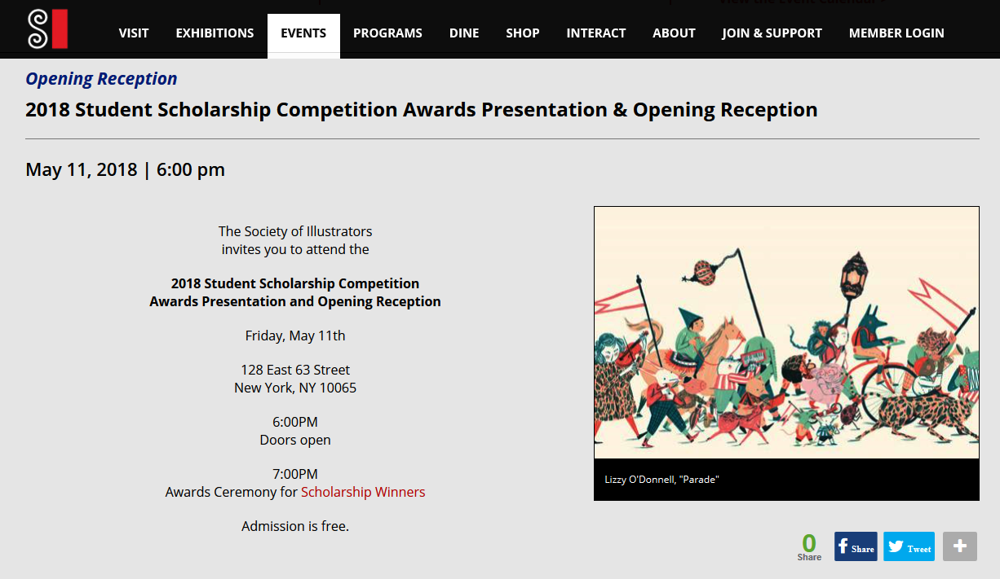 VISIT EXHIBITIONS EVENTS PROGRAMS DINE SHOP INTERACT ABOUT JOIN & SUPPORT MEMBER LOGIN
Opening Reception
2018 Student Scholarship Competition Awards Presentation & Opening Reception
May 11, 2018 | 6:00 pm
The Society of Illustrators
invites you to attend the
2018 Student Scholarship Competition
Awards Presentation and Opening Reception
Friday, May 11th
128 East 63 Street
New York, NY 10065
6:00PM
Doors open
7:00PM
Awards Ceremony for Scholarship Winners
Admission is free.
Lizzy O'Donnell, "Parade"
0
Share
Share
Tweet